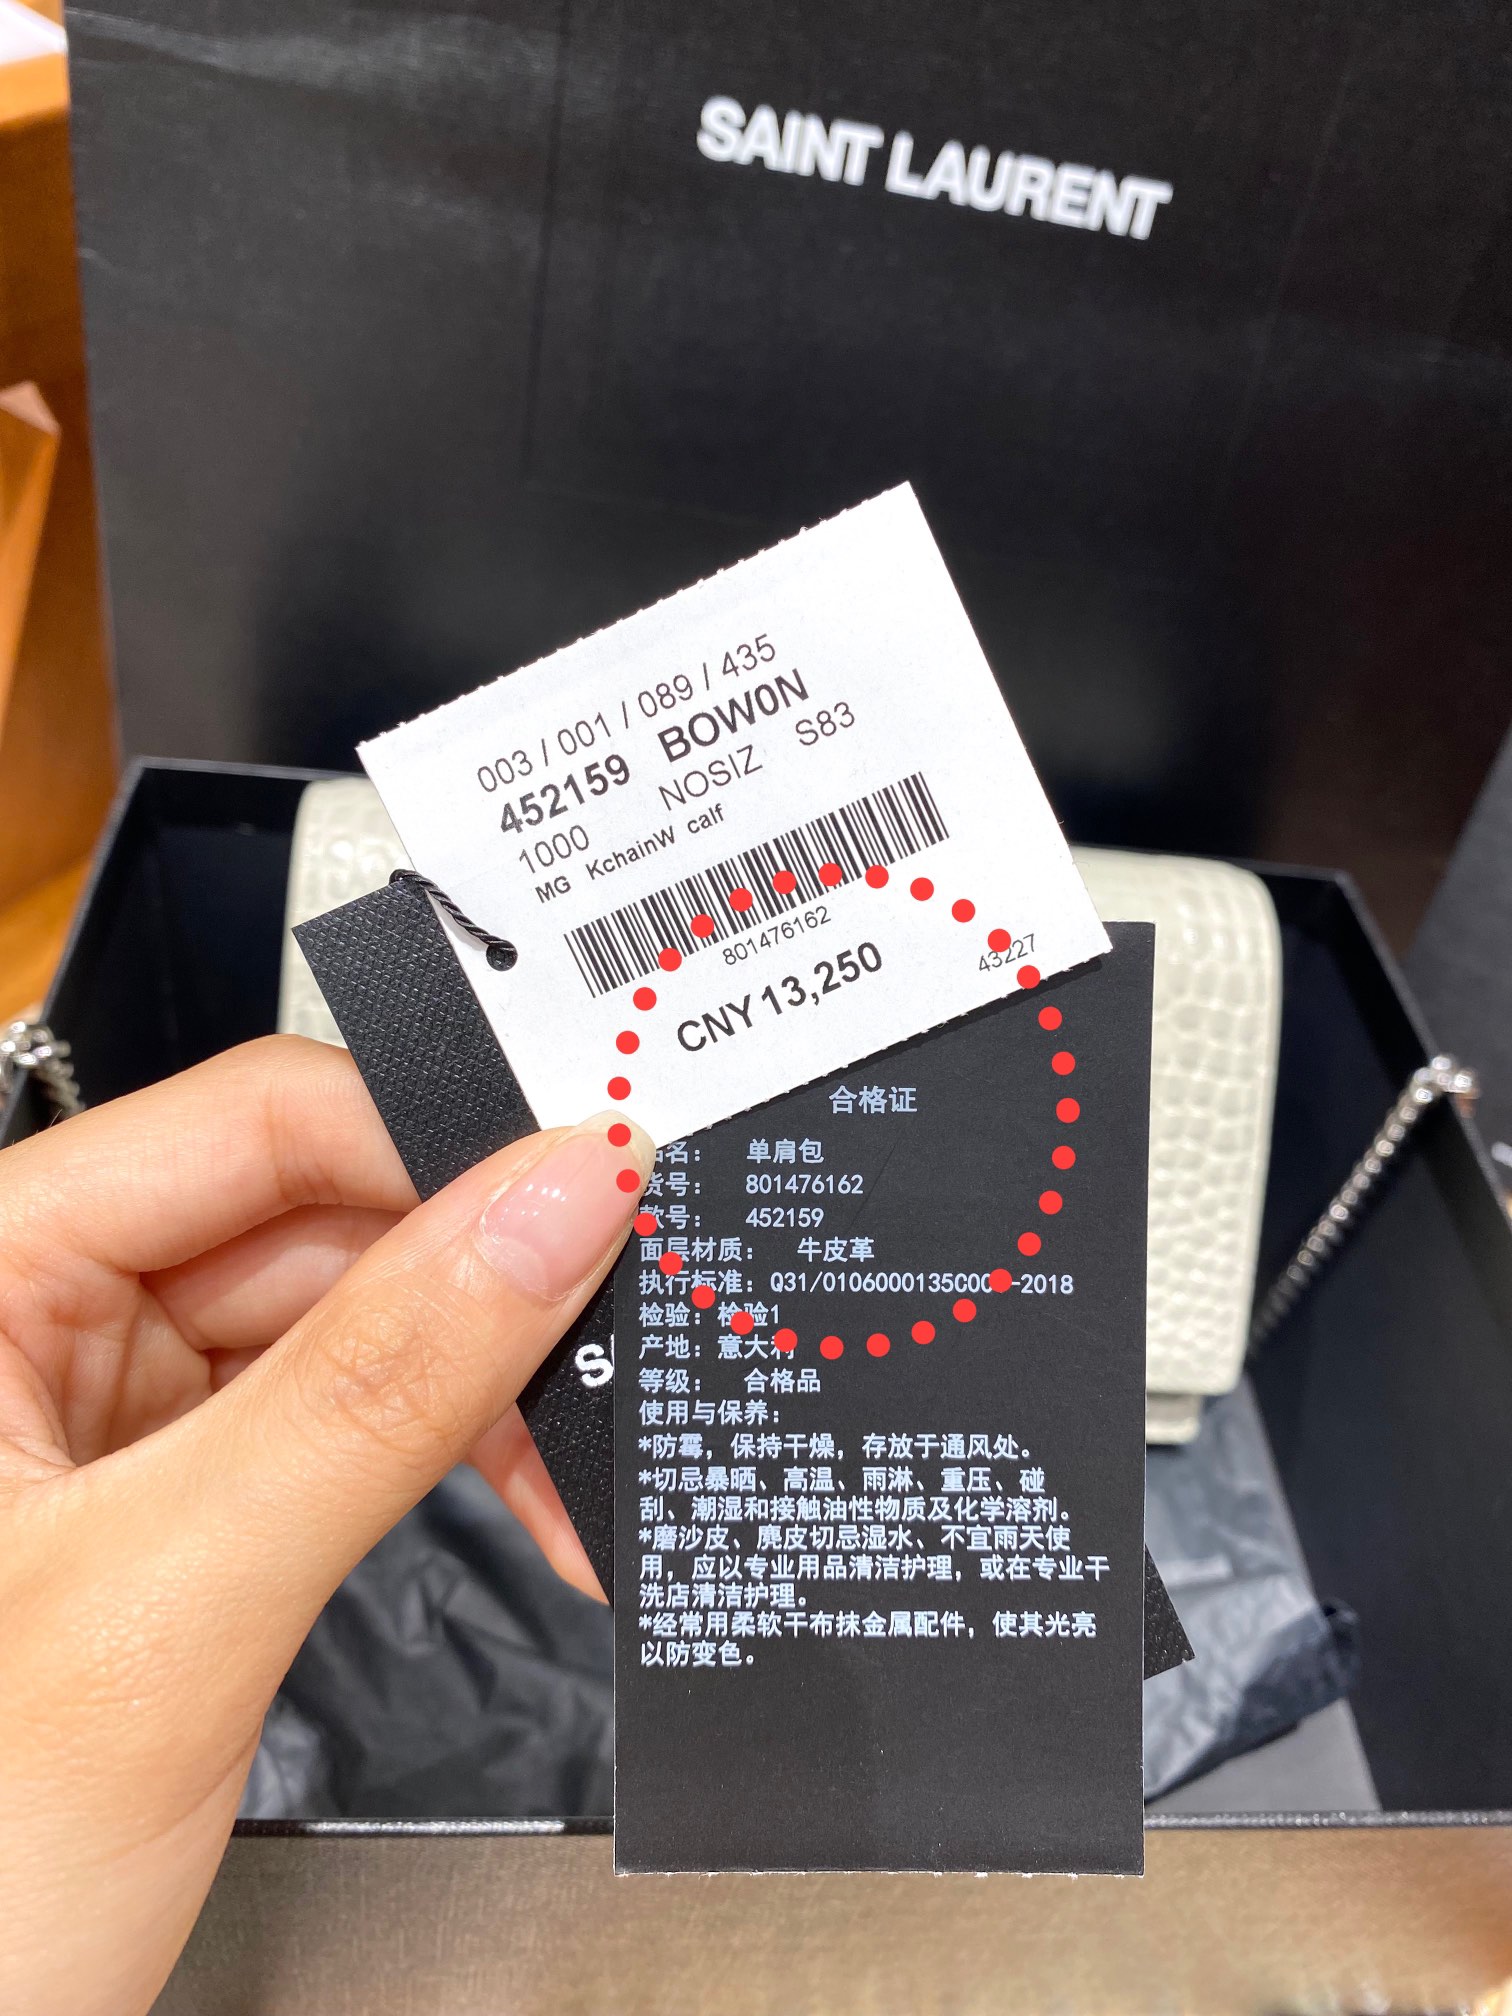 SAINT LAURENT
003 / 001 / 089 / 435
452159 BOW0N
1000 NOSIZ S83
MG KchainW calf
801476162
43227
CNY 13,250
合格证
品名： 单肩包
货号： 801476162
款号： 452159
面层材质： 牛皮革
执行标准：Q31/0106000135C00 -2018
检验：检验1
产地：意大利
等级： 合格品
使用与保养：
*防霉，保持干燥，存放于通风处。
*切忌暴晒、高温、雨淋、重压、碰
刮、潮湿和接触油性物质及化学溶剂。
*磨沙皮、麂皮切忌湿水、不宜雨天使
用，应以专业用品清洁护理，或在专业干
洗店清洁护理。
*经常用柔软干布抹金属配件，使其光亮
以防变色。